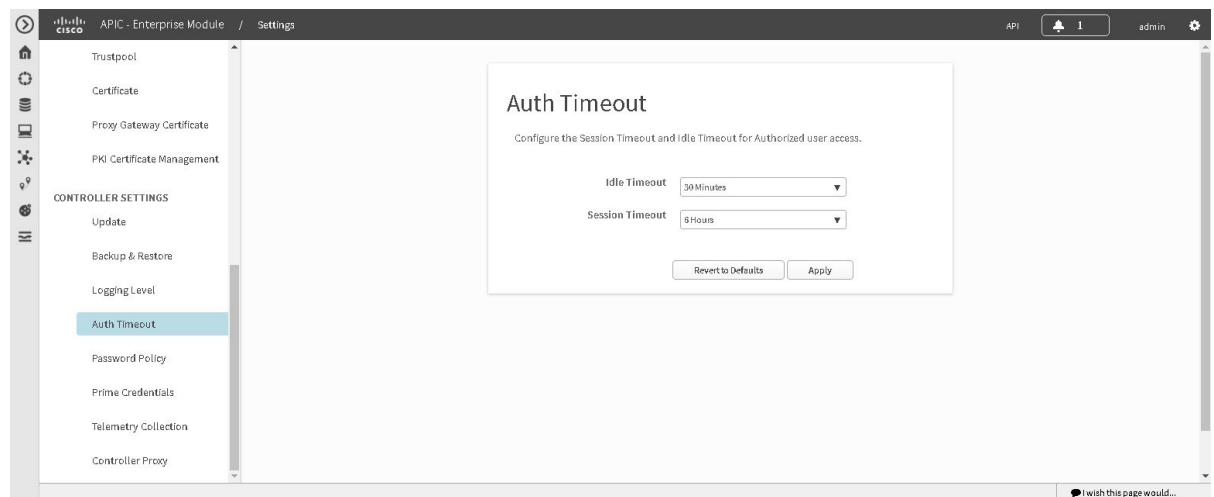 CISCO APIC - Enterprise Module / Settings API 1 admin
Trustpool
Certificate
Proxy Gateway Certificate
PKI Certificate Management
CONTROLLER SETTINGS
Update
Backup & Restore
Logging Level
Auth Timeout
Password Policy
Prime Credentials
Telemetry Collection
Controller Proxy
Auth Timeout
Configure the Session Timeout and Idle Timeout for Authorized user access.
Idle Timeout 30 Minutes
Session Timeout 6 Hours
Revert to Defaults Apply
I wish this page would...